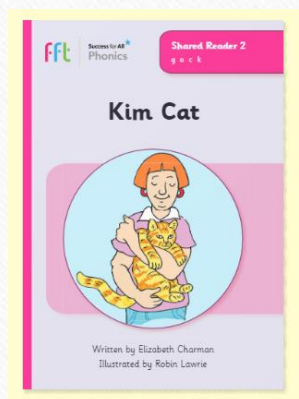 fft Success for All Phonics
Shared Reader 2
g o c k
Kim Cat
Written by Elizabeth Charman
Illustrated by Robin Lawrie